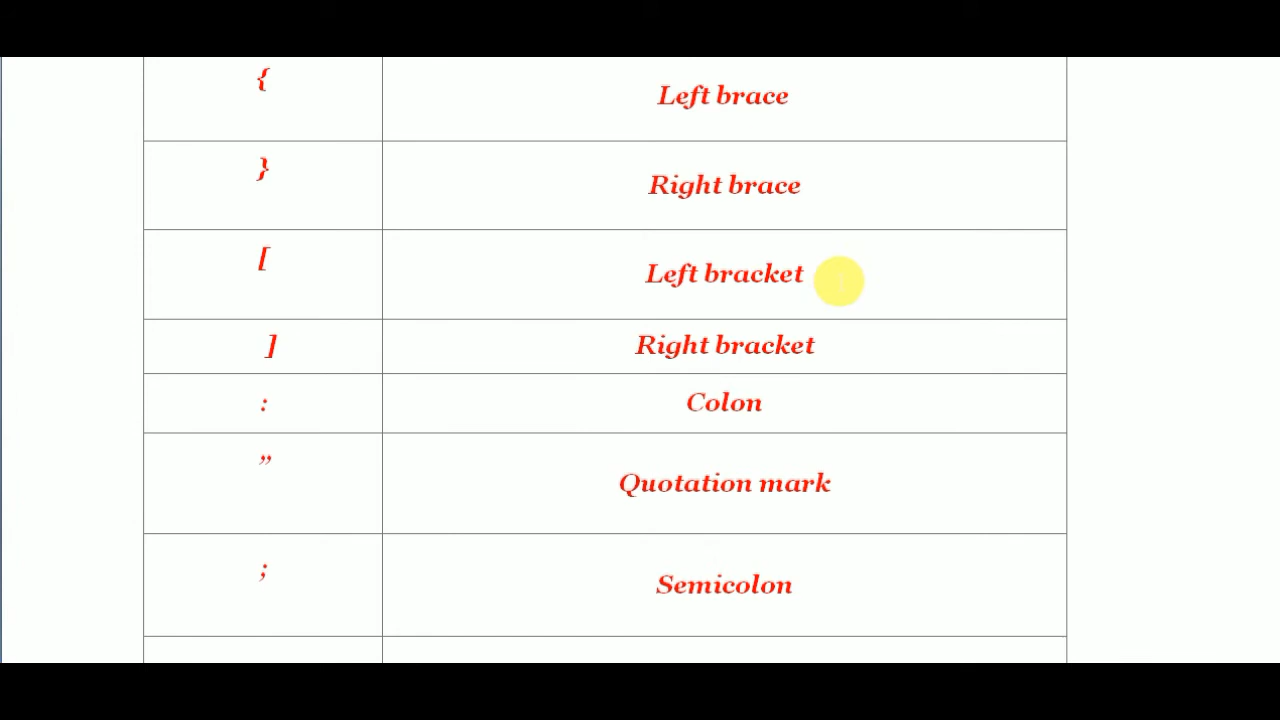 { Left brace
} Right brace
[ Left bracket
] Right bracket
: Colon
” Quotation mark
; Semicolon